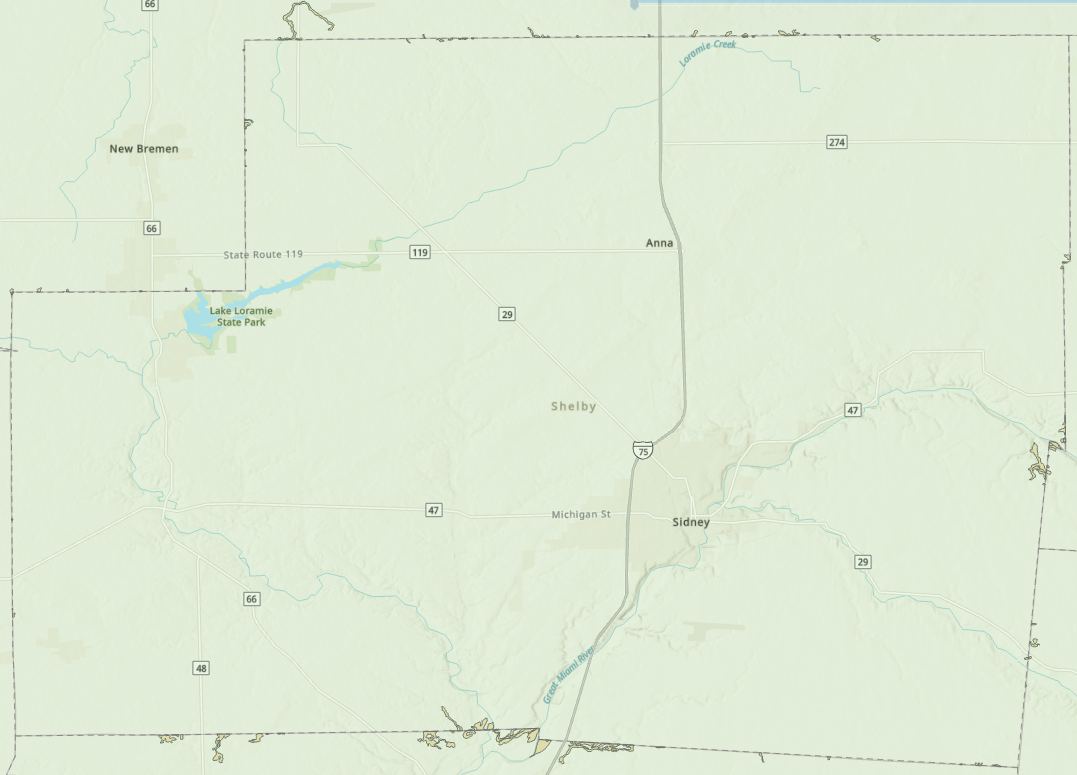 66
Loramie Creek
274
New Bremen
66
Anna
State Route 119
119
Lake Loramie
State Park
29
Shelby
47
75
47
Michigan St
Sidney
29
66
Great Miami River
48